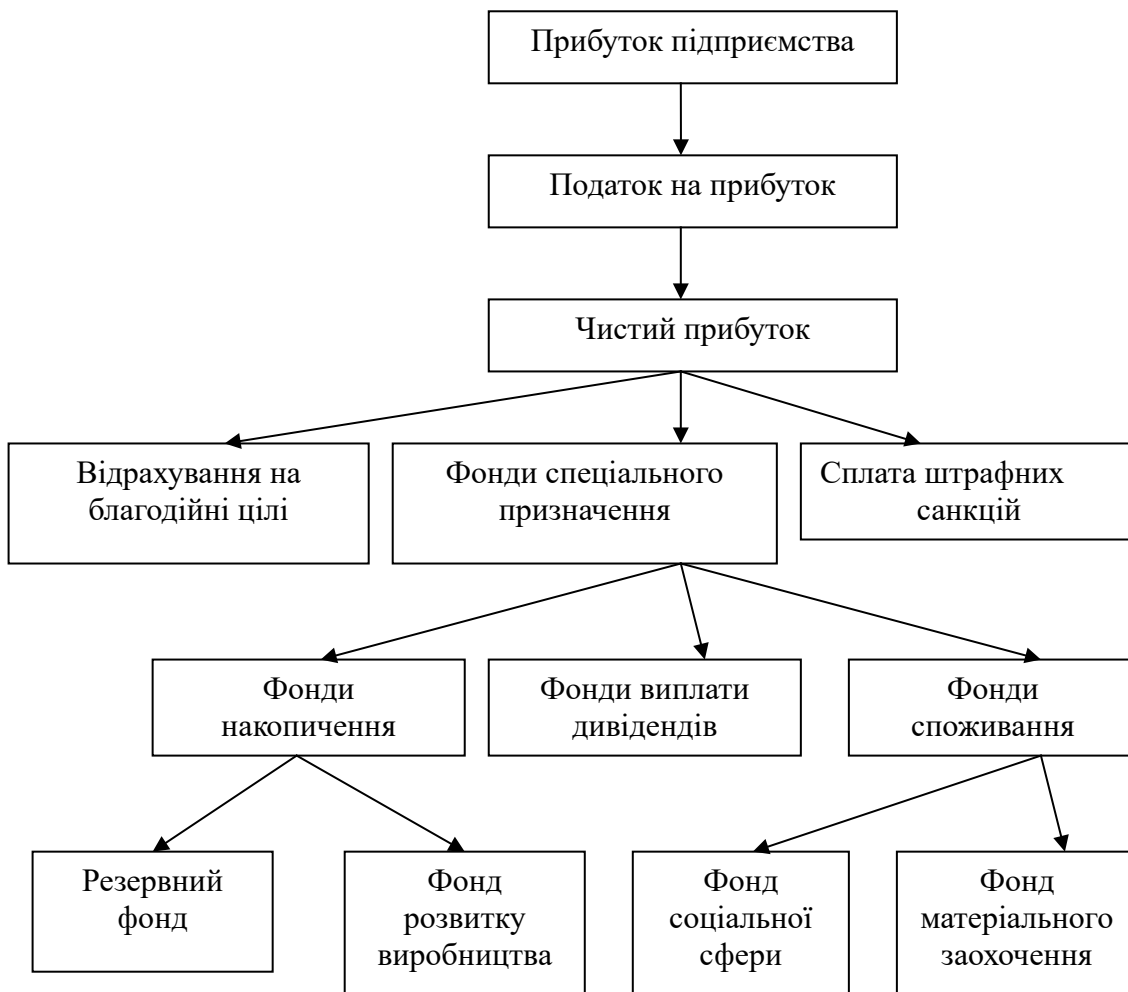 Прибуток підприємства
Податок на прибуток
Чистий прибуток
Відрахування на
благодійні цілі
Фонди спеціального
призначення
Сплата штрафних
санкцій
Фонди
накопичення
Фонди виплати
дивідендів
Фонди
споживання
Резервний
фонд
Фонд
розвитку
виробництва
Фонд
соціальної
сфери
Фонд
матеріального
заохочення